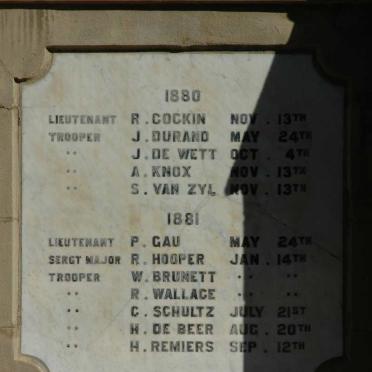 1880
LIEUTENANT R. COCKIN NOV. 13TH
TROOPER J. DURAND MAY 24TH
" J. DE WETT OCT. 4TH
" A. KNOX NOV. 13TH
" S. VAN ZYL NOV. 13TH
1881
LIEUTENANT P. GAU MAY 24TH
SERGT MAJOR R. HOOPER JAN. 14TH
TROOPER W. BRUNETT " "
" R. WALLACE " "
" C. SCHULTZ JULY 21ST
" H. DE BEER AUG. 20TH
" H. REMIERS SEP. 12TH